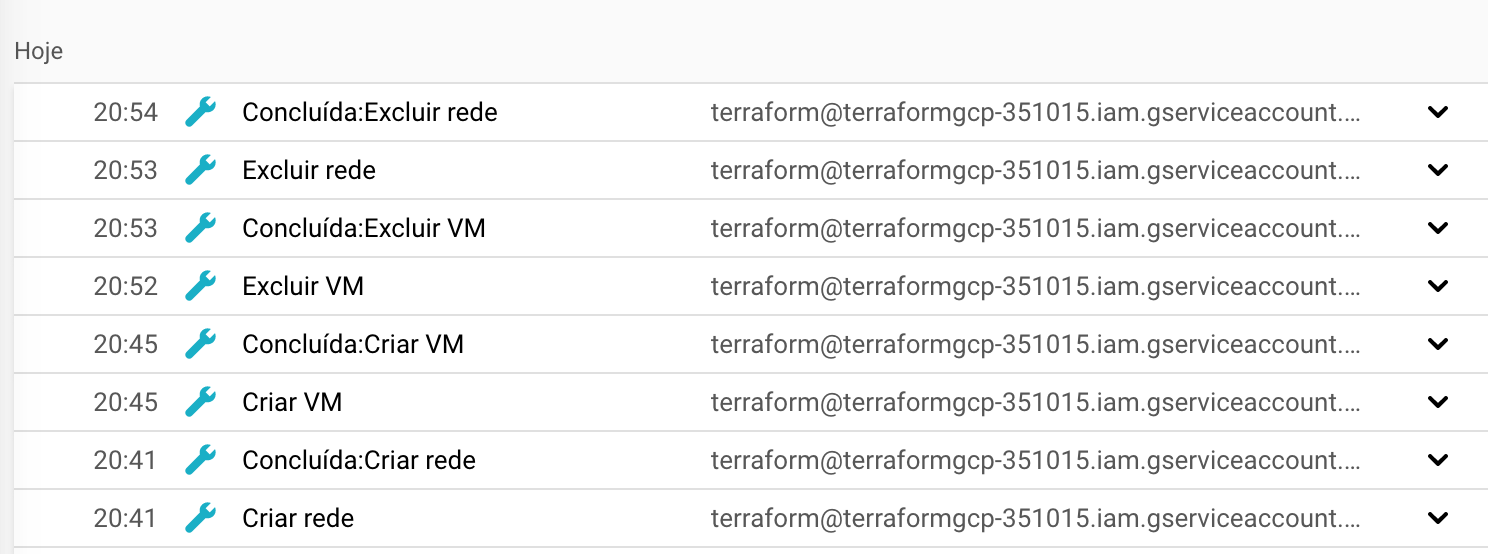 Hoje
20:54 Concluída:Excluir rede terraform@terraformgcp-351015.iam.gserviceaccount....
20:53 Excluir rede terraform@terraformgcp-351015.iam.gserviceaccount....
20:53 Concluída:Excluir VM terraform@terraformgcp-351015.iam.gserviceaccount....
20:52 Excluir VM terraform@terraformgcp-351015.iam.gserviceaccount....
20:45 Concluída:Criar VM terraform@terraformgcp-351015.iam.gserviceaccount....
20:45 Criar VM terraform@terraformgcp-351015.iam.gserviceaccount....
20:41 Concluída:Criar rede terraform@terraformgcp-351015.iam.gserviceaccount....
20:41 Criar rede terraform@terraformgcp-351015.iam.gserviceaccount....